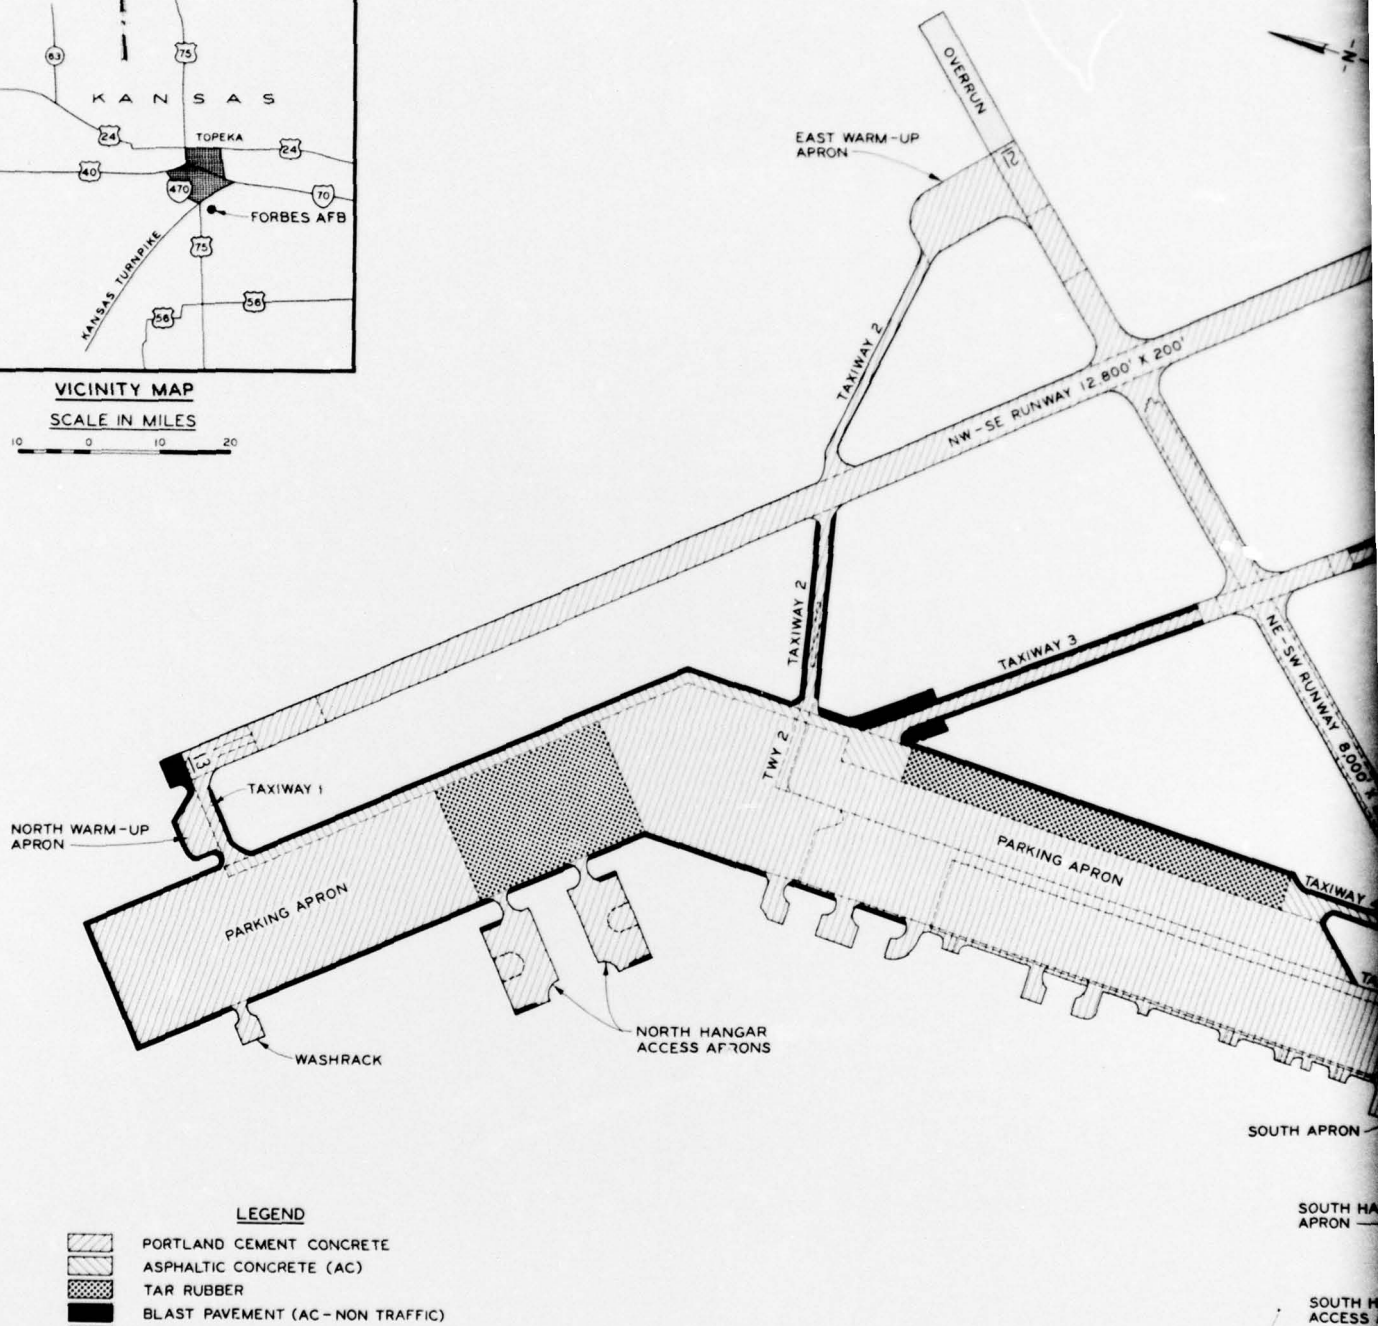 63
75
KANSAS
24
TOPEKA
24
40
470
70
FORBES AFB
75
KANSAS TURNPIKE
56
56
VICINITY MAP
SCALE IN MILES
10 0 10 20
N
OVERRUN
EAST WARM-UP
APRON
TAXIWAY 2
NW-SE RUNWAY 12,800' X 200'
TAXIWAY 2
TAXIWAY 3
NE-SW RUNWAY 8,000' X
13
TAXIWAY 1
TWY 2
NORTH WARM-UP
APRON
PARKING APRON
PARKING APRON
TAXIWAY
WASHRACK
NORTH HANGAR
ACCESS APRONS
SOUTH APRON
SOUTH HA
APRON
SOUTH H
ACCESS
LEGEND
PORTLAND CEMENT CONCRETE
ASPHALTIC CONCRETE (AC)
TAR RUBBER
BLAST PAVEMENT (AC-NON TRAFFIC)